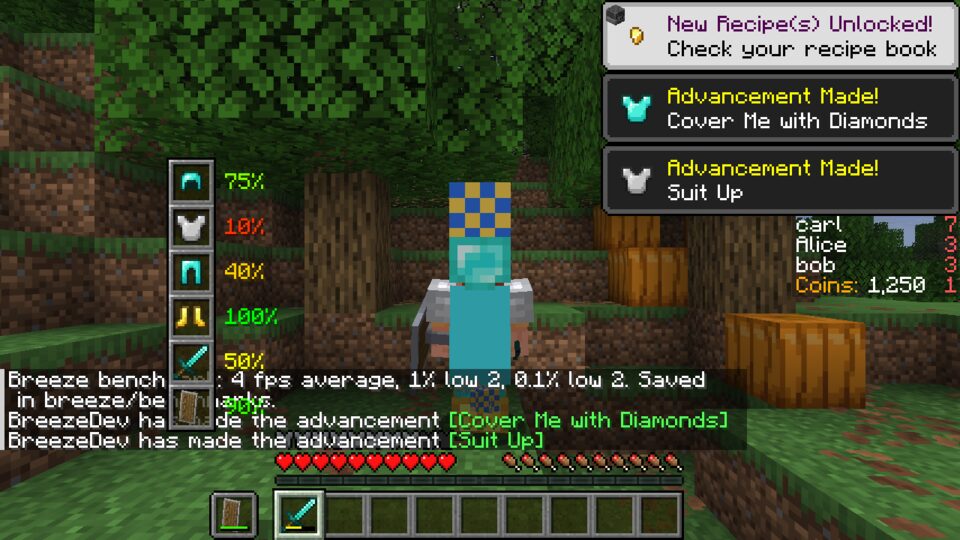 New Recipe(s) Unlocked!
Check your recipe book
Advancement Made!
Cover Me with Diamonds
Advancement Made!
Suit Up
carl 7
Alice 3
bob 3
Coins: 1,250 1
75%
10%
40%
100%
50%
90%
Breeze bench : 4 fps average, 1% low 2, 0.1% low 2. Saved
in breeze/be marks.
BreezeDev ha de the advancement [Cover Me with Diamonds]
BreezeDev has made the advancement [Suit Up]